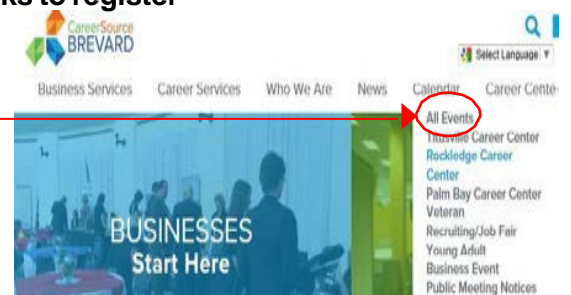 ks to register
CareerSource
BREVARD
Select Language
Business Services Career Services Who We Are News Calendar Career Cente
All Events
Titusville Career Center
Rockledge Career
Center
Palm Bay Career Center
Veteran
Recruiting/Job Fair
Young Adult
Business Event
Public Meeting Notices
BUSINESSES
Start Here